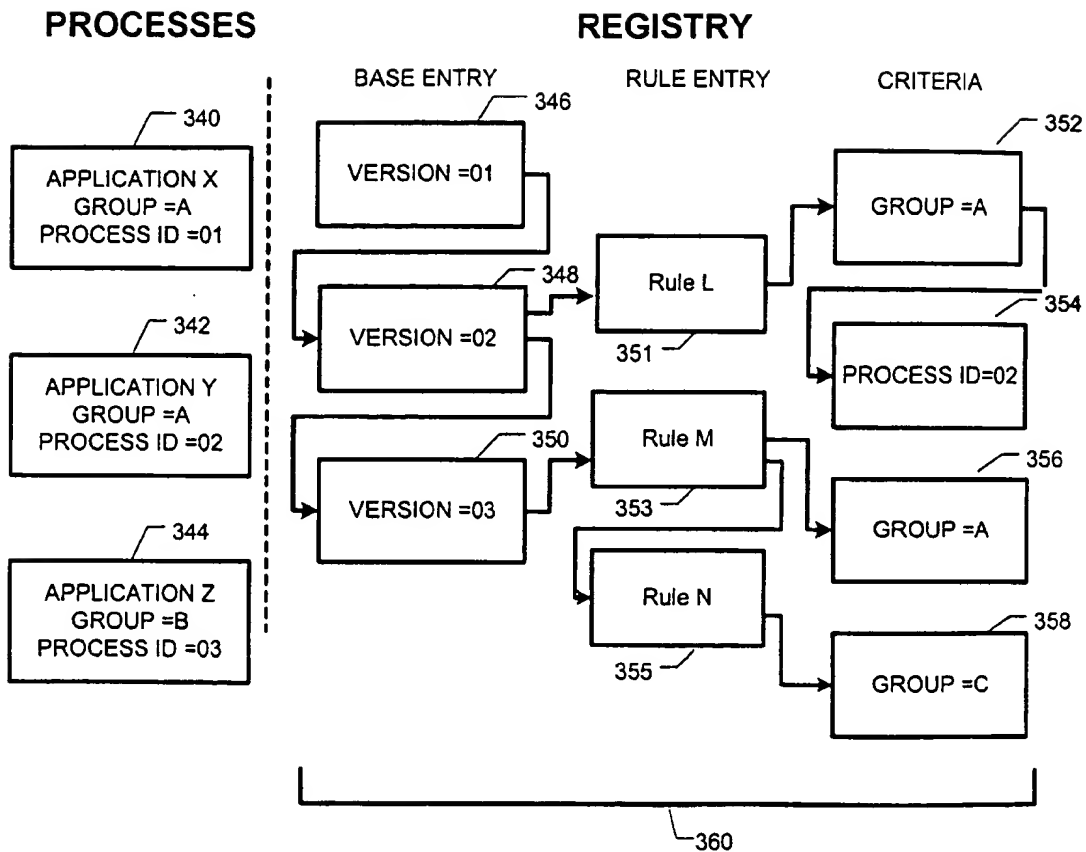 PROCESSES
REGISTRY
BASE ENTRY
RULE ENTRY
CRITERIA
340
APPLICATION X
GROUP =A
PROCESS ID =01
342
APPLICATION Y
GROUP =A
PROCESS ID =02
344
APPLICATION Z
GROUP =B
PROCESS ID =03
346
VERSION =01
348
VERSION =02
350
VERSION =03
Rule L
351
Rule M
353
Rule N
355
352
GROUP =A
354
PROCESS ID=02
356
GROUP =A
358
GROUP =C
360